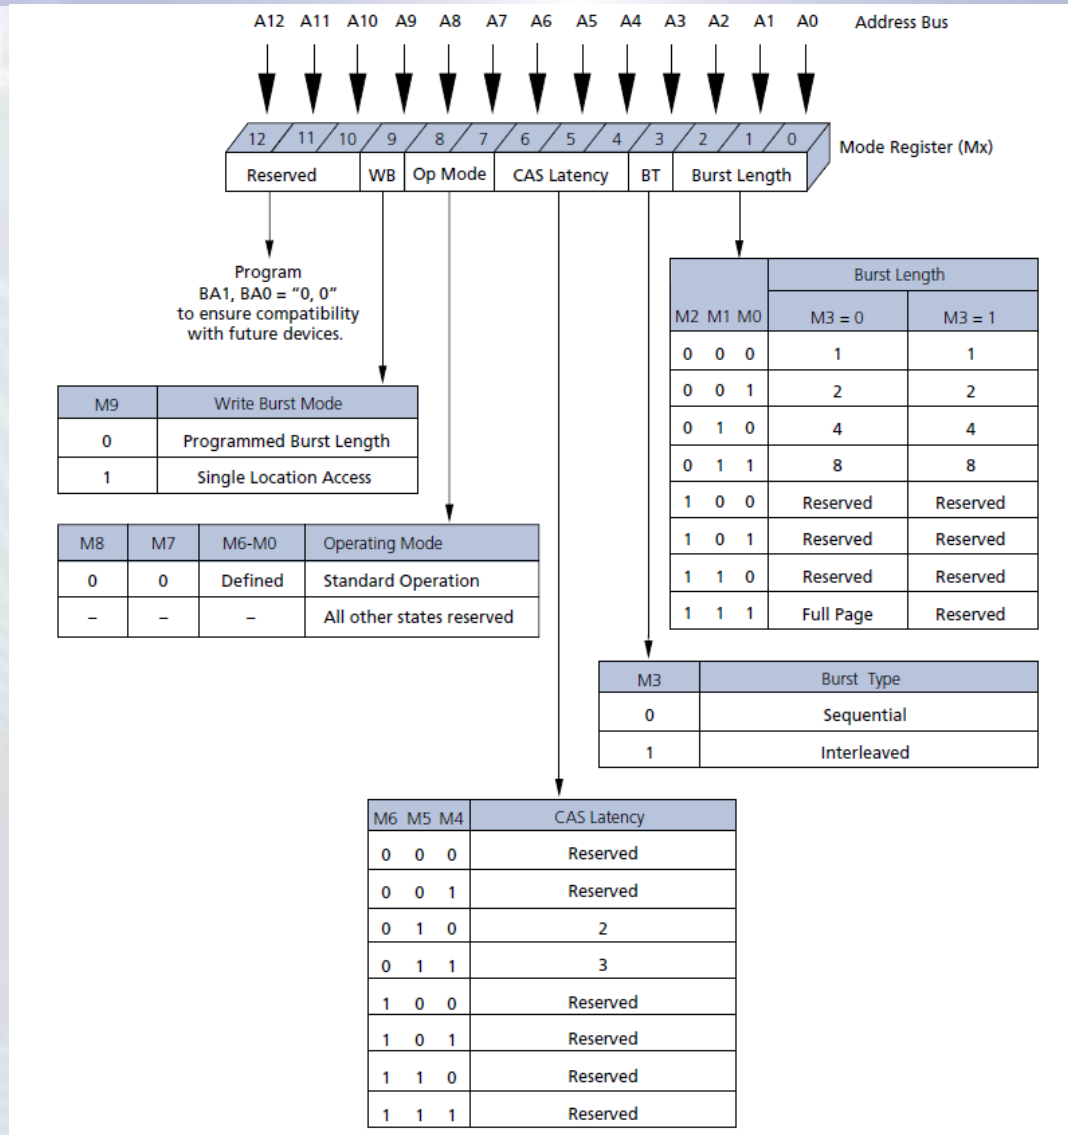 A12 A11 A10 A9 A8 A7 A6 A5 A4 A3 A2 A1 A0 Address Bus
12 11 10 9 8 7 6 5 4 3 2 1 0
Mode Register (Mx)
Reserved WB Op Mode CAS Latency BT Burst Length
Program
BA1, BA0 = “0, 0”
to ensure compatibility
with future devices.
Burst Length
M2 M1 M0 M3 = 0 M3 = 1
0 0 0 1 1
0 0 1 2 2
0 1 0 4 4
0 1 1 8 8
1 0 0 Reserved Reserved
1 0 1 Reserved Reserved
1 1 0 Reserved Reserved
1 1 1 Full Page Reserved
M9 Write Burst Mode
0 Programmed Burst Length
1 Single Location Access
M8 M7 M6-M0 Operating Mode
0 0 Defined Standard Operation
– – – All other states reserved
M3 Burst Type
0 Sequential
1 Interleaved
M6 M5 M4 CAS Latency
0 0 0 Reserved
0 0 1 Reserved
0 1 0 2
0 1 1 3
1 0 0 Reserved
1 0 1 Reserved
1 1 0 Reserved
1 1 1 Reserved